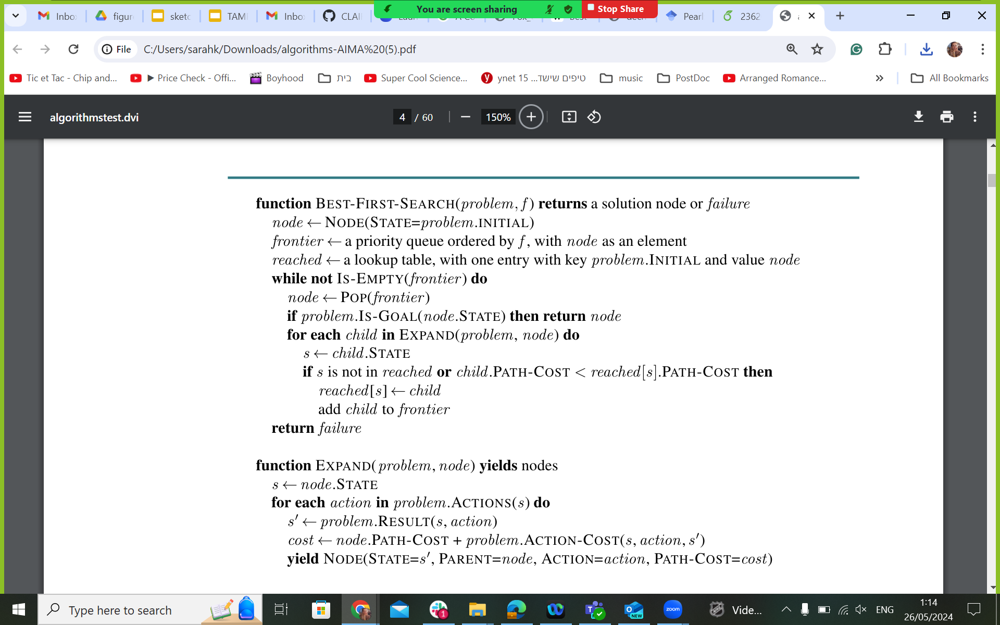 You are screen sharing
Stop Share
Inbo
figur
sketc
TAM
Inbo
CLAI
Pearl
2362
File
C:/Users/sarahk/Downloads/algorithms-AIMA%20(5).pdf
Tic et Tac - Chip and...
► Price Check - Offi...
Boyhood
בית
Super Cool Science...
ynet 15 ...טיפים שישד
music
PostDoc
Arranged Romance...
»
All Bookmarks
algorithmstest.dvi
4 / 60
150%
function BEST-FIRST-SEARCH(problem, f) returns a solution node or failure
node ← NODE(STATE=problem.INITIAL)
frontier ← a priority queue ordered by f, with node as an element
reached ← a lookup table, with one entry with key problem.INITIAL and value node
while not IS-EMPTY(frontier) do
node ← POP(frontier)
if problem.IS-GOAL(node.STATE) then return node
for each child in EXPAND(problem, node) do
s ← child.STATE
if s is not in reached or child.PATH-COST < reached[s].PATH-COST then
reached[s] ← child
add child to frontier
return failure
function EXPAND(problem, node) yields nodes
s ← node.STATE
for each action in problem.ACTIONS(s) do
s′ ← problem.RESULT(s, action)
cost ← node.PATH-COST + problem.ACTION-COST(s, action, s′)
yield NODE(STATE=s′, PARENT=node, ACTION=action, PATH-COST=cost)
Type here to search
1
NEW
zoom
Vide...
ENG
1:14
26/05/2024